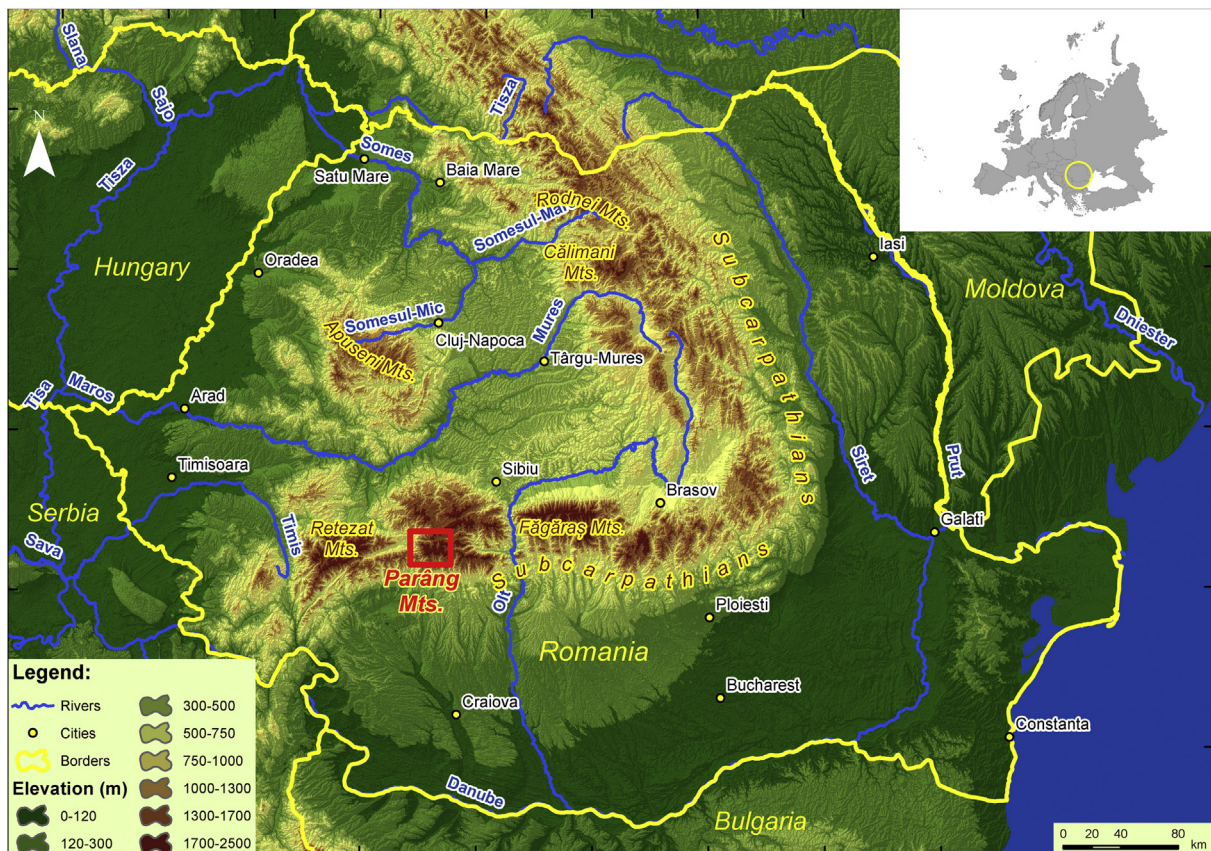 Slana
Sajo
Tisza
Tisza
N
Somes
Satu Mare
Baia Mare
Rodnei Mts.
Somesul-Mare
Subcarpathians
Iasi
Hungary
Oradea
Călimani
Mts.
Moldova
Dniester
Somesul-Mic
Mures
Cluj-Napoca
Apuseni Mts.
Târgu-Mures
Tisa
Maros
Arad
Timisoara
Sibiu
Siret
Prut
Brasov
Serbia
Sava
Timis
Retezat
Mts.
Făgăraș Mts.
Galati
Parâng
Mts.
Olt
Subcarpathians
Ploiesti
Romania
Bucharest
Craiova
Constanta
Danube
Bulgaria
Legend:
Rivers
Cities
Borders
Elevation (m)
0-120
120-300
300-500
500-750
750-1000
1000-1300
1300-1700
1700-2500
0 20 40 80
km